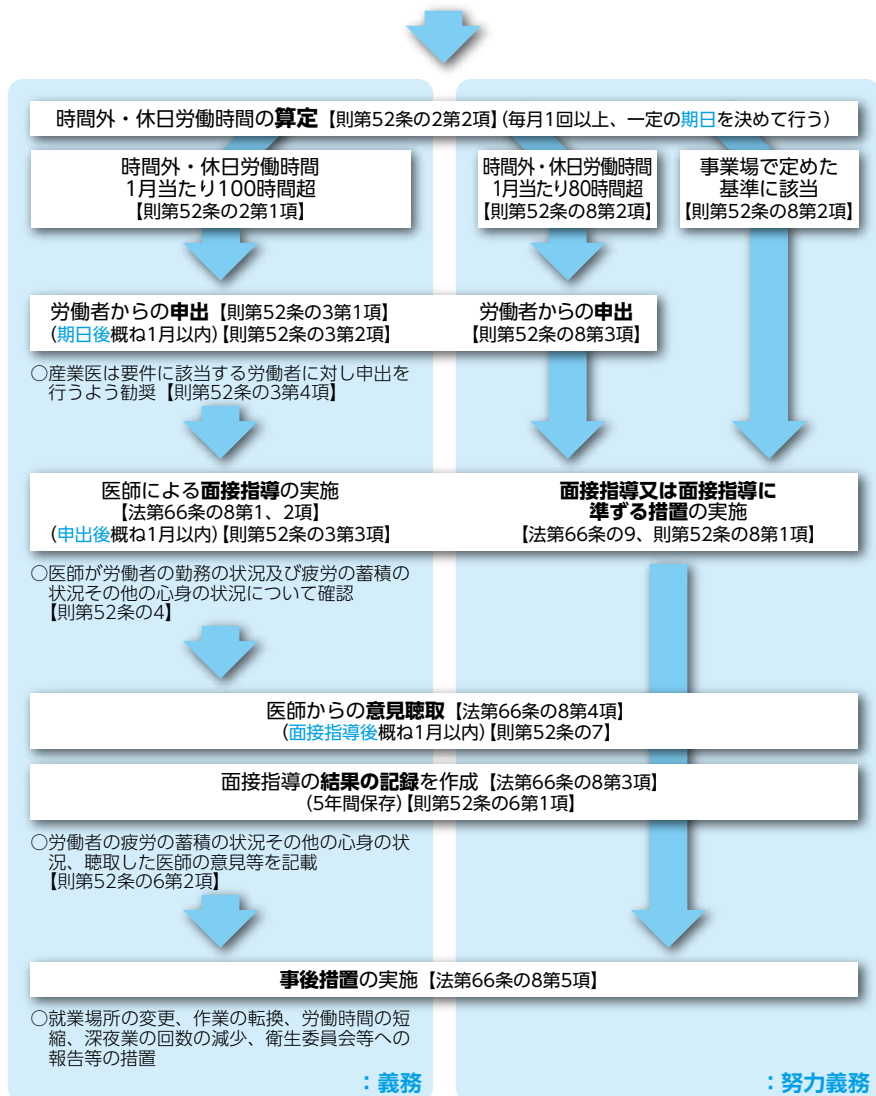 時間外・休日労働時間の算定【則第52条の2第2項】(毎月1回以上、一定の期日を決めて行う)
時間外・休日労働時間
1月当たり100時間超
【則第52条の2第1項】
時間外・休日労働時間
1月当たり80時間超
【則第52条の8第2項】
事業場で定めた
基準に該当
【則第52条の8第2項】
労働者からの申出【則第52条の3第1項】
(期日後概ね1月以内)【則第52条の3第2項】
労働者からの申出
【則第52条の8第3項】
○産業医は要件に該当する労働者に対し申出を
行うよう勧奨【則第52条の3第4項】
医師による面接指導の実施
【法第66条の8第1、2項】
(申出後概ね1月以内)【則第52条の3第3項】
面接指導又は面接指導に
準ずる措置の実施
【法第66条の9、則第52条の8第1項】
○医師が労働者の勤務の状況及び疲労の蓄積の
状況その他の心身の状況について確認
【則第52条の4】
医師からの意見聴取【法第66条の8第4項】
(面接指導後概ね1月以内)【則第52条の7】
面接指導の結果の記録を作成【法第66条の8第3項】
(5年間保存)【則第52条の6第1項】
○労働者の疲労の蓄積の状況その他の心身の状
況、聴取した医師の意見等を記載
【則第52条の6第2項】
事後措置の実施【法第66条の8第5項】
○就業場所の変更、作業の転換、労働時間の短
縮、深夜業の回数の減少、衛生委員会等への
報告等の措置
:義務
:努力義務